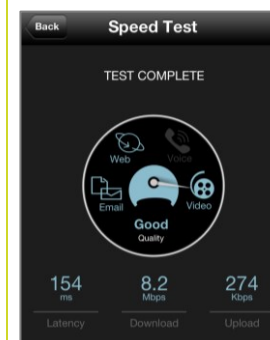 Back
Speed Test
TEST COMPLETE
Web
Voice
Email
Video
Good
Quality
154 8.2 274
ms Mbps Kbps
Latency Download Upload